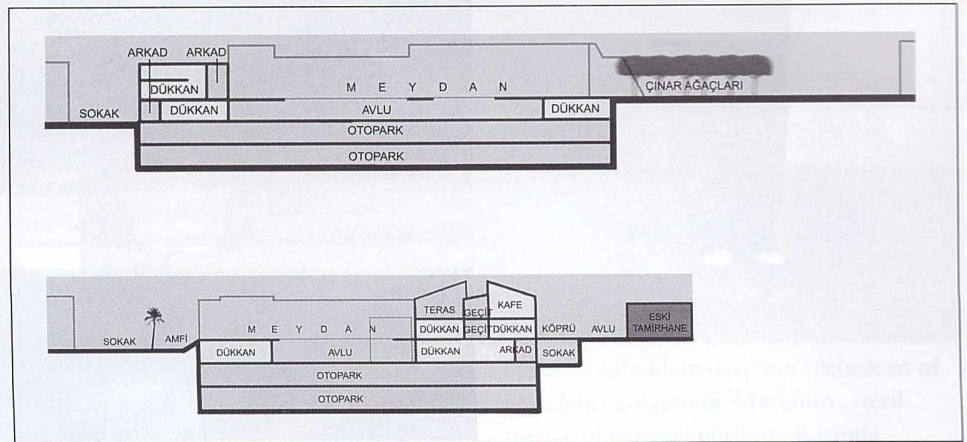 ARKAD ARKAD
DÜKKAN
M E Y D A N
ÇINAR AĞAÇLARI
SOKAK
DÜKKAN
AVLU
DÜKKAN
OTOPARK
OTOPARK
TERAS
GEÇİT
KAFE
ESKİ
TAMİRHANE
SOKAK
AMFİ
M E Y D A N
DÜKKAN
GEÇİT
DÜKKAN
KÖPRÜ
AVLU
DÜKKAN
AVLU
DÜKKAN
ARKAD
SOKAK
OTOPARK
OTOPARK